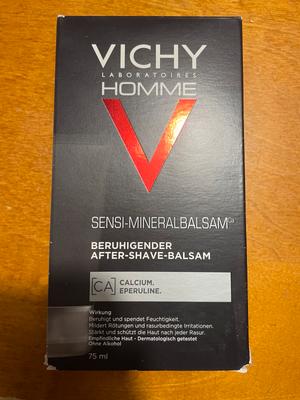 VICHY
LABORATOIRES
HOMME
SENSI-MINERALBALSAM Ca
BERUHIGENDER
AFTER-SHAVE-BALSAM
[CA] CALCIUM.
EPERULINE.
Wirkung
Beruhigt und spendet Feuchtigkeit.
Mildert Rötungen und rasurbedingte Irritationen.
Stärkt und schützt die Haut nach jeder Rasur.
Empfindliche Haut - Dermatologisch getestet
Ohne Alkohol
75 ml